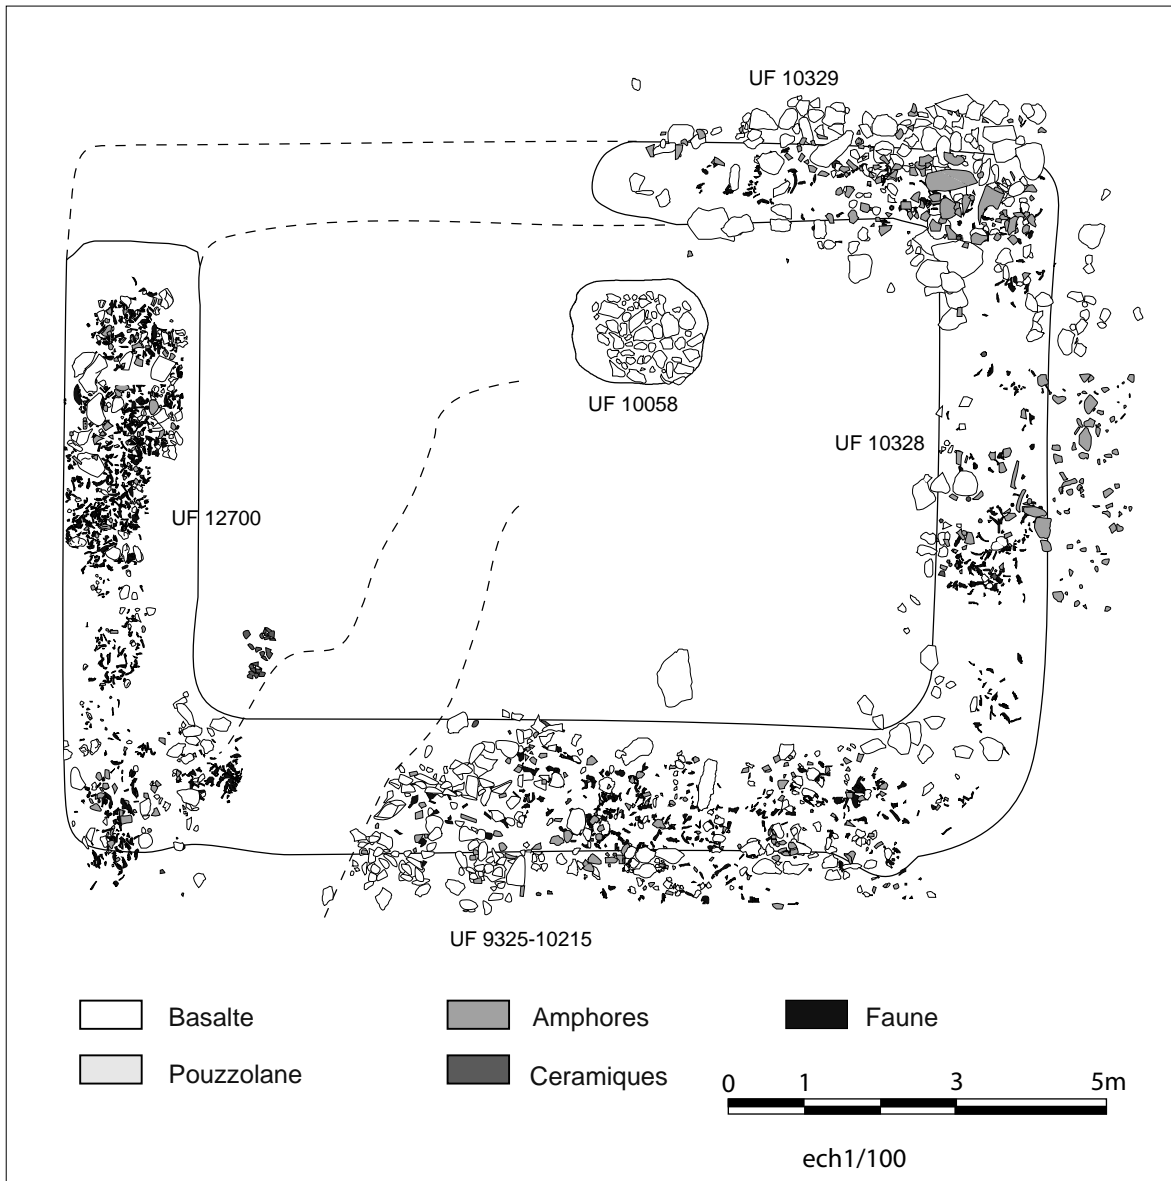 UF 10329
UF 10058
UF 10328
UF 12700
UF 9325-10215
Basalte
Amphores
Faune
Pouzzolane
Ceramiques
0 1 3 5m
ech1/100